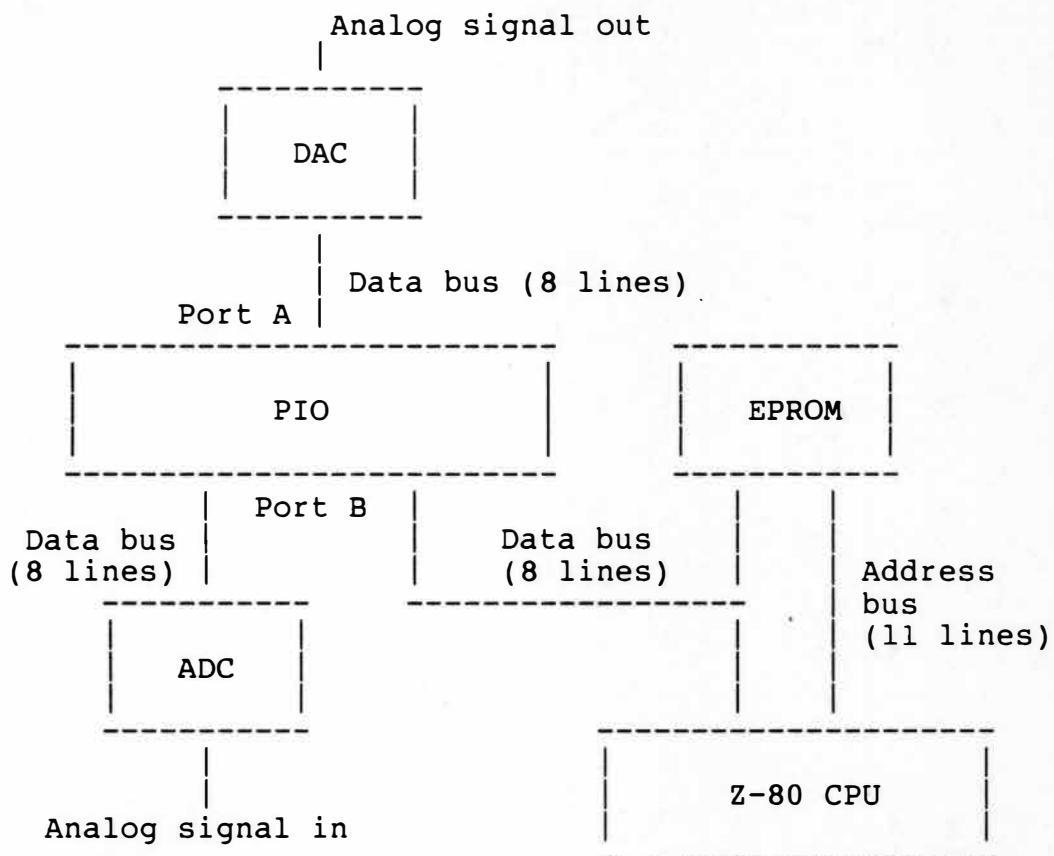 Analog signal out
DAC
Data bus (8 lines)
Port A
PIO
EPROM
Port B
Data bus
(8 lines)
Data bus
(8 lines)
Address
bus
(11 lines)
ADC
Z-80 CPU
Analog signal in